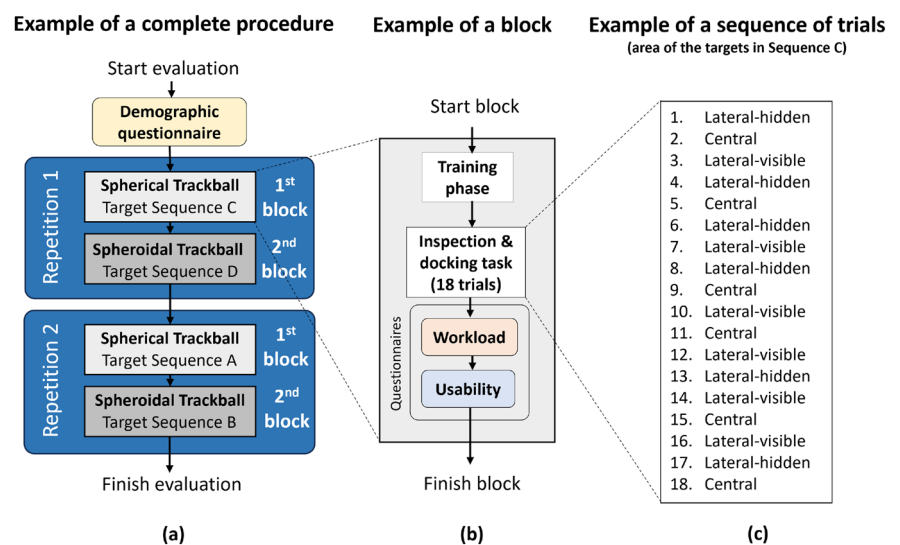 Example of a complete procedure
Start evaluation
Demographic
questionnaire
Repetition 1
Spherical Trackball
Target Sequence C
1st
block
Spheroidal Trackball
Target Sequence D
2nd
block
Repetition 2
Spherical Trackball
Target Sequence A
1st
block
Spheroidal Trackball
Target Sequence B
2nd
block
Finish evaluation
(a)
Example of a block
Start block
Training
phase
Inspection &
docking task
(18 trials)
Questionnaires
Workload
Usability
Finish block
(b)
Example of a sequence of trials
(area of the targets in Sequence C)
1. Lateral-hidden
2. Central
3. Lateral-visible
4. Lateral-hidden
5. Central
6. Lateral-hidden
7. Lateral-visible
8. Lateral-hidden
9. Central
10. Lateral-visible
11. Central
12. Lateral-visible
13. Lateral-hidden
14. Lateral-visible
15. Central
16. Lateral-visible
17. Lateral-hidden
18. Central
(c)